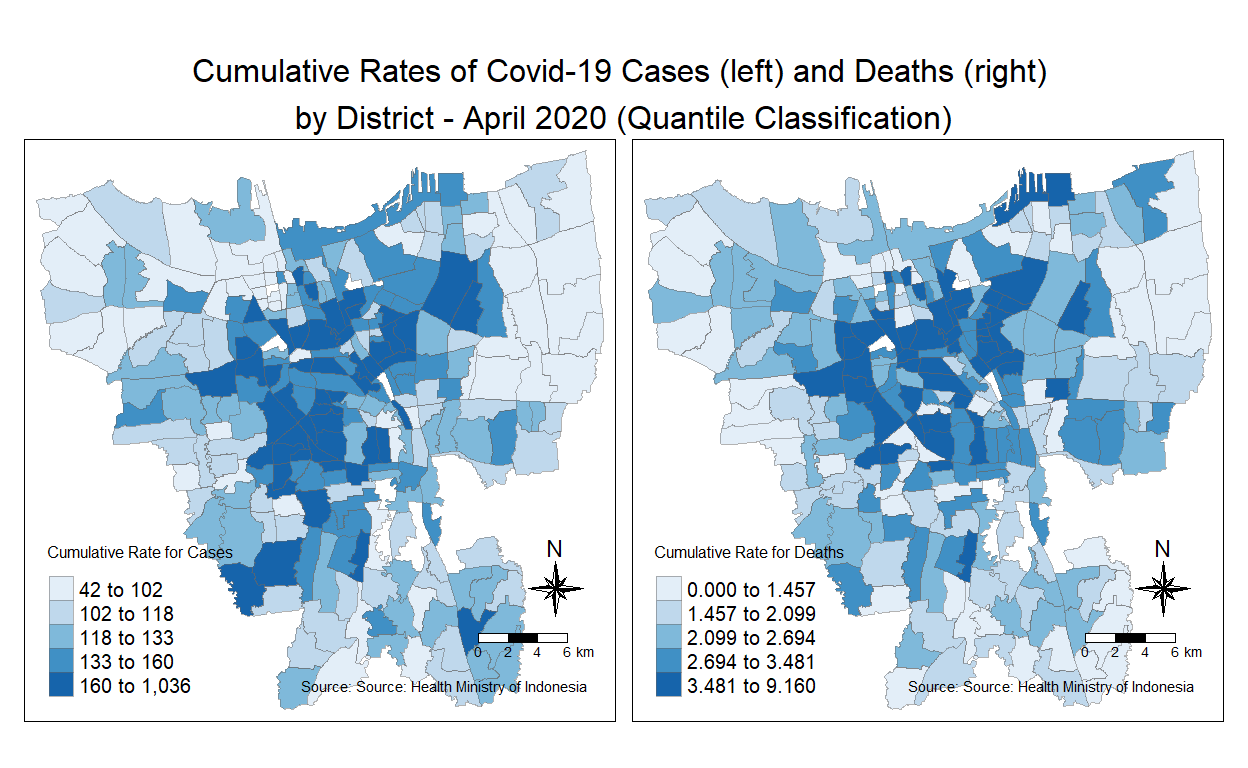 Cumulative Rates of Covid-19 Cases (left) and Deaths (right)
by District - April 2020 (Quantile Classification)
Cumulative Rate for Cases
42 to 102
102 to 118
118 to 133
133 to 160
160 to 1,036
N
0 2 4 6 km
Source: Source: Health Ministry of Indonesia
Cumulative Rate for Deaths
0.000 to 1.457
1.457 to 2.099
2.099 to 2.694
2.694 to 3.481
3.481 to 9.160
N
0 2 4 6 km
Source: Source: Health Ministry of Indonesia